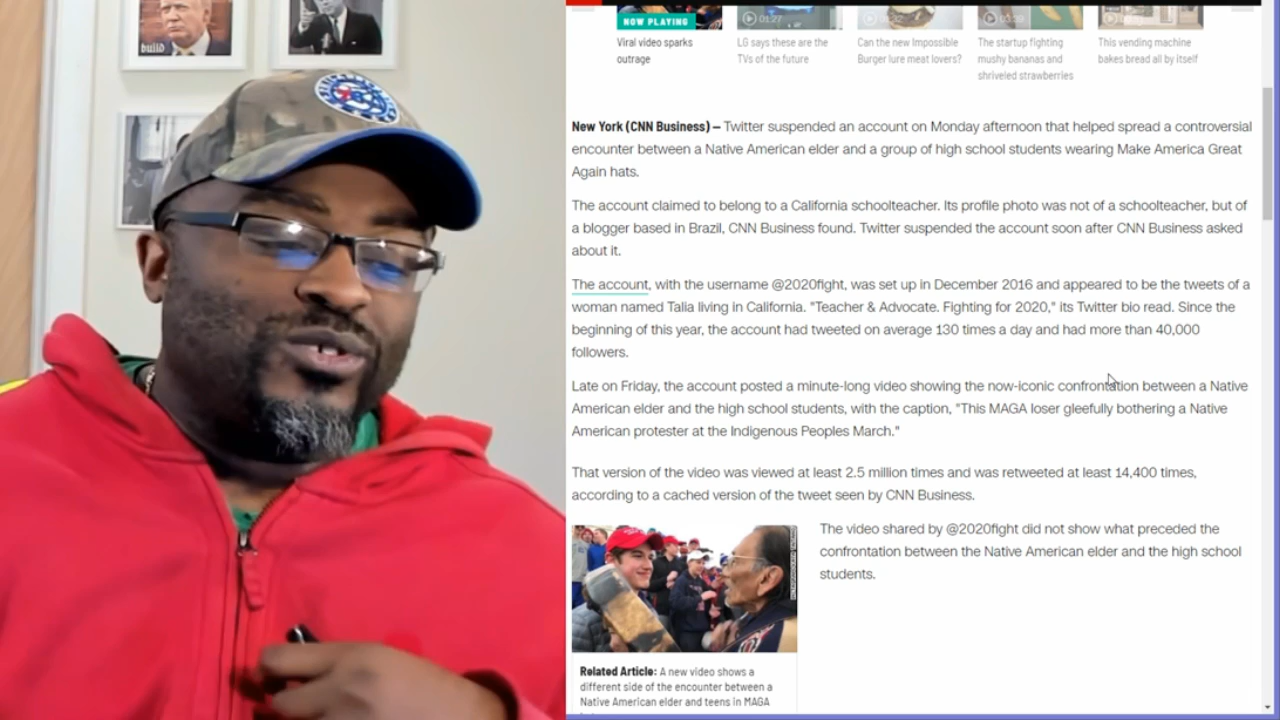 build
76
NOW PLAYING
01:27
Viral video sparks
outrage
LG says these are the
TVs of the future
Can the new Impossible
Burger lure meat lovers?
The startup fighting
mushy bananas and
shriveled strawberries
This vending machine
bakes bread all by itself
New York (CNN Business) — Twitter suspended an account on Monday afternoon that helped spread a controversial
encounter between a Native American elder and a group of high school students wearing Make America Great
Again hats.
The account claimed to belong to a California schoolteacher. Its profile photo was not of a schoolteacher, but of
a blogger based in Brazil, CNN Business found. Twitter suspended the account soon after CNN Business asked
about it.
The account, with the username @2020fight, was set up in December 2016 and appeared to be the tweets of a
woman named Talia living in California. "Teacher & Advocate. Fighting for 2020," its Twitter bio read. Since the
beginning of this year, the account had tweeted on average 130 times a day and had more than 40,000
followers.
Late on Friday, the account posted a minute-long video showing the now-iconic confrontation between a Native
American elder and the high school students, with the caption, "This MAGA loser gleefully bothering a Native
American protester at the Indigenous Peoples March."
That version of the video was viewed at least 2.5 million times and was retweeted at least 14,400 times,
according to a cached version of the tweet seen by CNN Business.
The video shared by @2020fight did not show what preceded the
confrontation between the Native American elder and the high school
students.
Related Article: A new video shows a
different side of the encounter between a
Native American elder and teens in MAGA